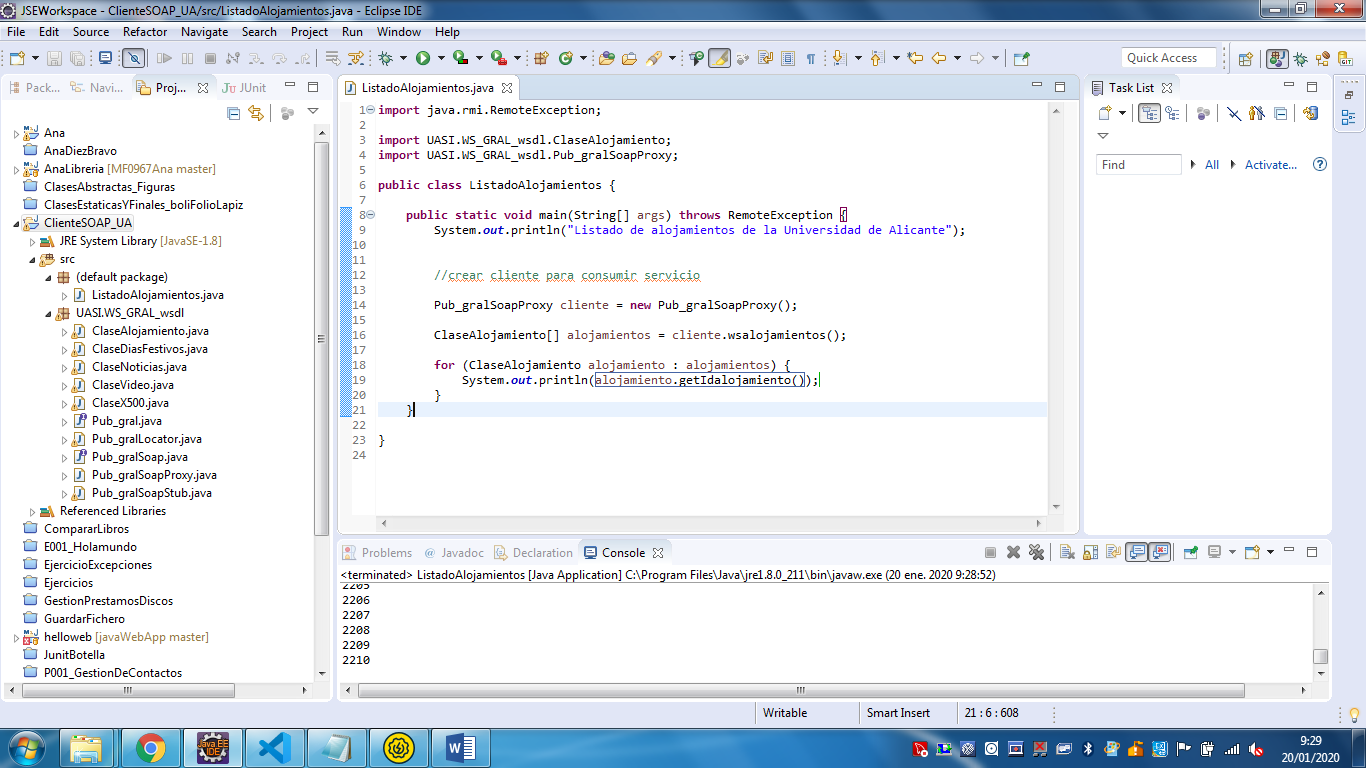 JSEWorkspace - ClienteSOAP_UA/src/ListadoAlojamientos.java - Eclipse IDE
File Edit Source Refactor Navigate Search Project Run Window Help
Quick Access
Pack... Navi... Proj... JUnit
Ana
AnaDiezBravo
AnaLibreria [MF0967Ana master]
ClasesAbstractas_Figuras
ClasesEstaticasYFinales_boliFolioLapiz
ClienteSOAP_UA
JRE System Library [JavaSE-1.8]
src
(default package)
ListadoAlojamientos.java
UASI.WS_GRAL_wsdl
ClaseAlojamiento.java
ClaseDiasFestivos.java
ClaseNoticias.java
ClaseVideo.java
ClaseX500.java
Pub_gral.java
Pub_gralLocator.java
Pub_gralSoap.java
Pub_gralSoapProxy.java
Pub_gralSoapStub.java
Referenced Libraries
CompararLibros
E001_Holamundo
EjercicioExcepciones
Ejercicios
GestionPrestamosDiscos
GuardarFichero
helloweb [javaWebApp master]
JunitBotella
P001_GestionDeContactos
ListadoAlojamientos.java
1 import java.rmi.RemoteException;
2
3 import UASI.WS_GRAL_wsdl.ClaseAlojamiento;
4 import UASI.WS_GRAL_wsdl.Pub_gralSoapProxy;
5
6 public class ListadoAlojamientos {
7
8 public static void main(String[] args) throws RemoteException {
9 System.out.println("Listado de alojamientos de la Universidad de Alicante");
10
11
12 //crear cliente para consumir servicio
13
14 Pub_gralSoapProxy cliente = new Pub_gralSoapProxy();
15
16 ClaseAlojamiento[] alojamientos = cliente.wsalojamientos();
17
18 for (ClaseAlojamiento alojamiento : alojamientos) {
19 System.out.println(alojamiento.getIdalojamiento());
20 }
21 }
22
23 }
24
Task List
Find All Activate...
Problems Javadoc Declaration Console
<terminated> ListadoAlojamientos [Java Application] C:\Program Files\Java\jre1.8.0_211\bin\javaw.exe (20 ene. 2020 9:28:52)
2205
2206
2207
2208
2209
2210
Writable Smart Insert 21 : 6 : 608
Java EE
IDE
9:29
20/01/2020